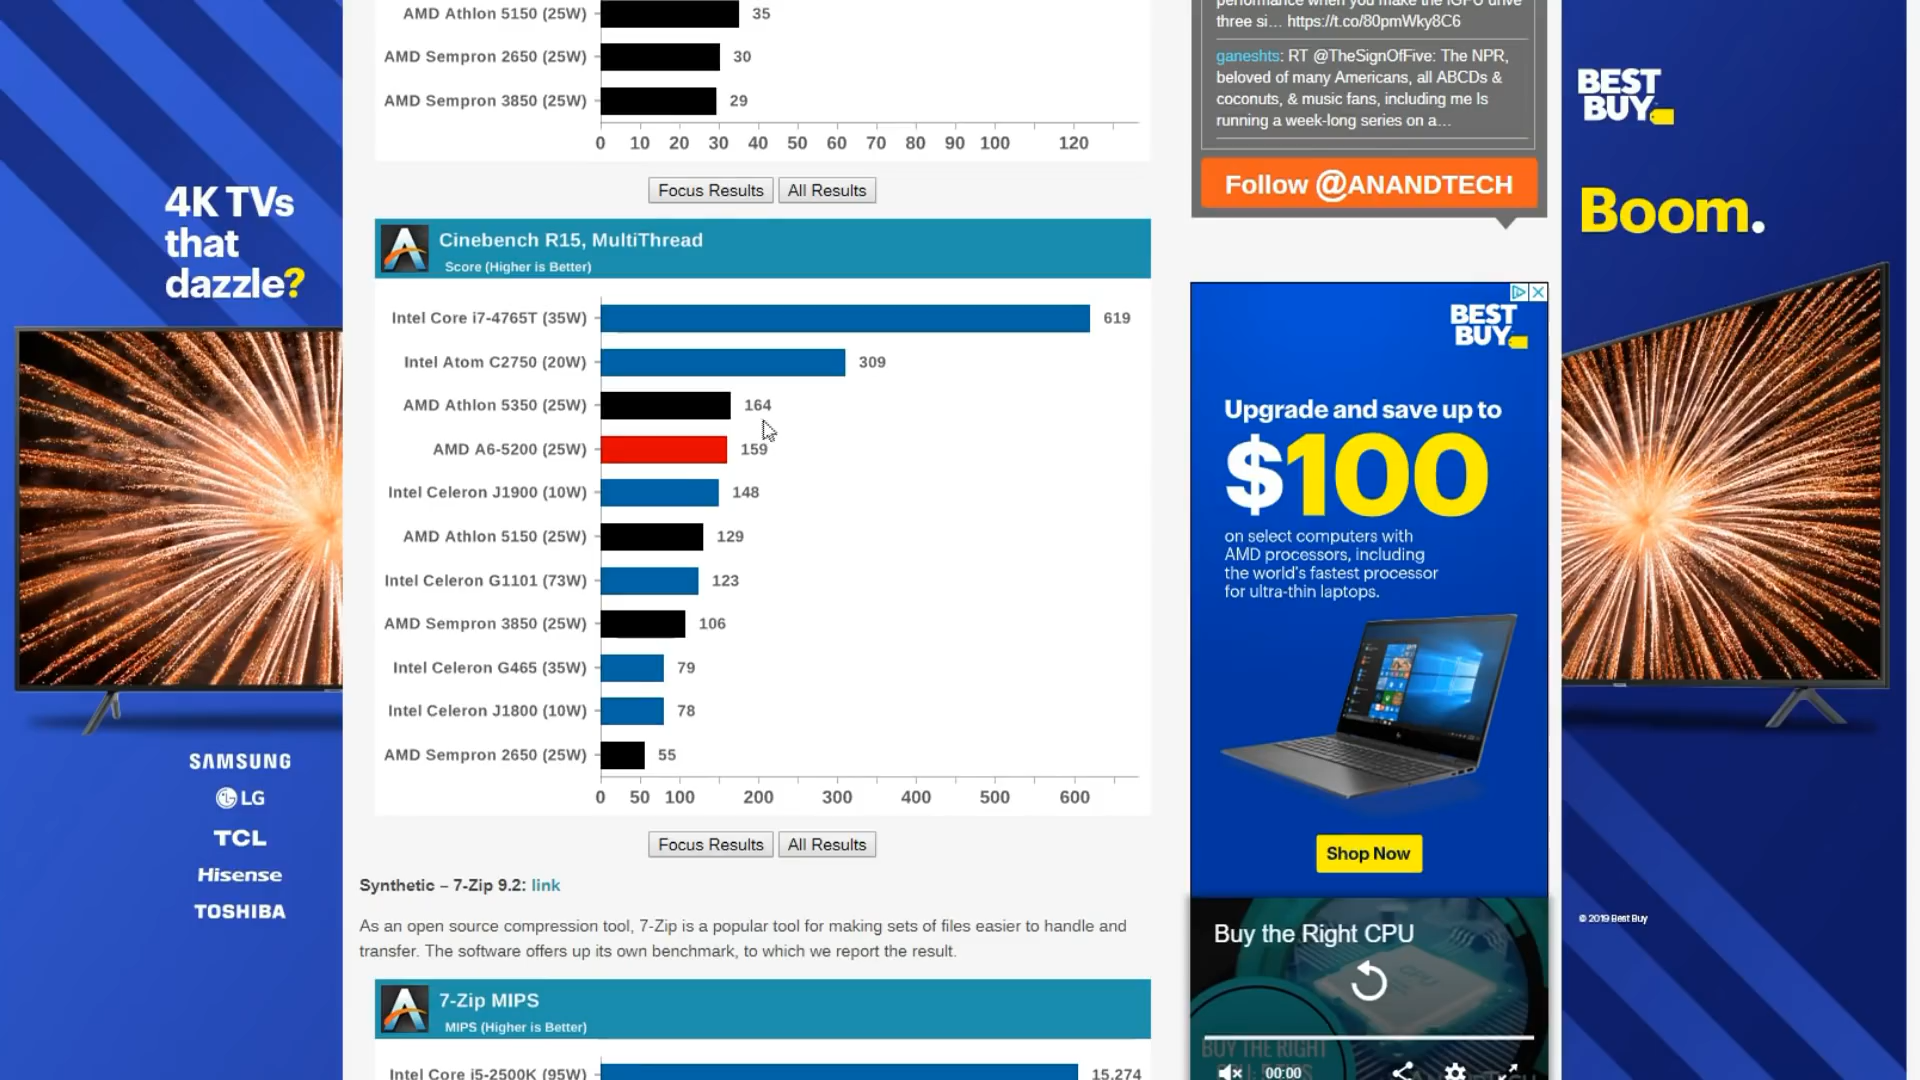 4K TVs
that
dazzle?
SAMSUNG
LG
TCL
Hisense
TOSHIBA
AMD Athlon 5150 (25W) 35
AMD Sempron 2650 (25W) 30
AMD Sempron 3850 (25W) 29
0 10 20 30 40 50 60 70 80 90 100 120
Focus Results All Results
Cinebench R15, MultiThread
Score (Higher is Better)
Intel Core i7-4765T (35W) 619
Intel Atom C2750 (20W) 309
AMD Athlon 5350 (25W) 164
AMD A6-5200 (25W) 159
Intel Celeron J1900 (10W) 148
AMD Athlon 5150 (25W) 129
Intel Celeron G1101 (73W) 123
AMD Sempron 3850 (25W) 106
Intel Celeron G465 (35W) 79
Intel Celeron J1800 (10W) 78
AMD Sempron 2650 (25W) 55
0 50 100 200 300 400 500 600
Focus Results All Results
Synthetic – 7-Zip 9.2: link
As an open source compression tool, 7-Zip is a popular tool for making sets of files easier to handle and
transfer. The software offers up its own benchmark, to which we report the result.
7-Zip MIPS
MIPS (Higher is Better)
Intel Core i5-2500K (95W) 15,274
performance when you make the iGPU drive
three si... https://t.co/80pmWky8C6
ganeshts: RT @TheSignOfFive: The NPR,
beloved of many Americans, all ABCDs &
coconuts, & music fans, including me Is
running a week-long series on a...
Follow @ANANDTECH
BEST
BUY
Upgrade and save up to
$100
on select computers with
AMD processors, including
the world's fastest processor
for ultra-thin laptops.
Shop Now
Buy the Right CPU
BUY THE RIGHT
00:00
BEST
BUY
Boom.
© 2019 Best Buy